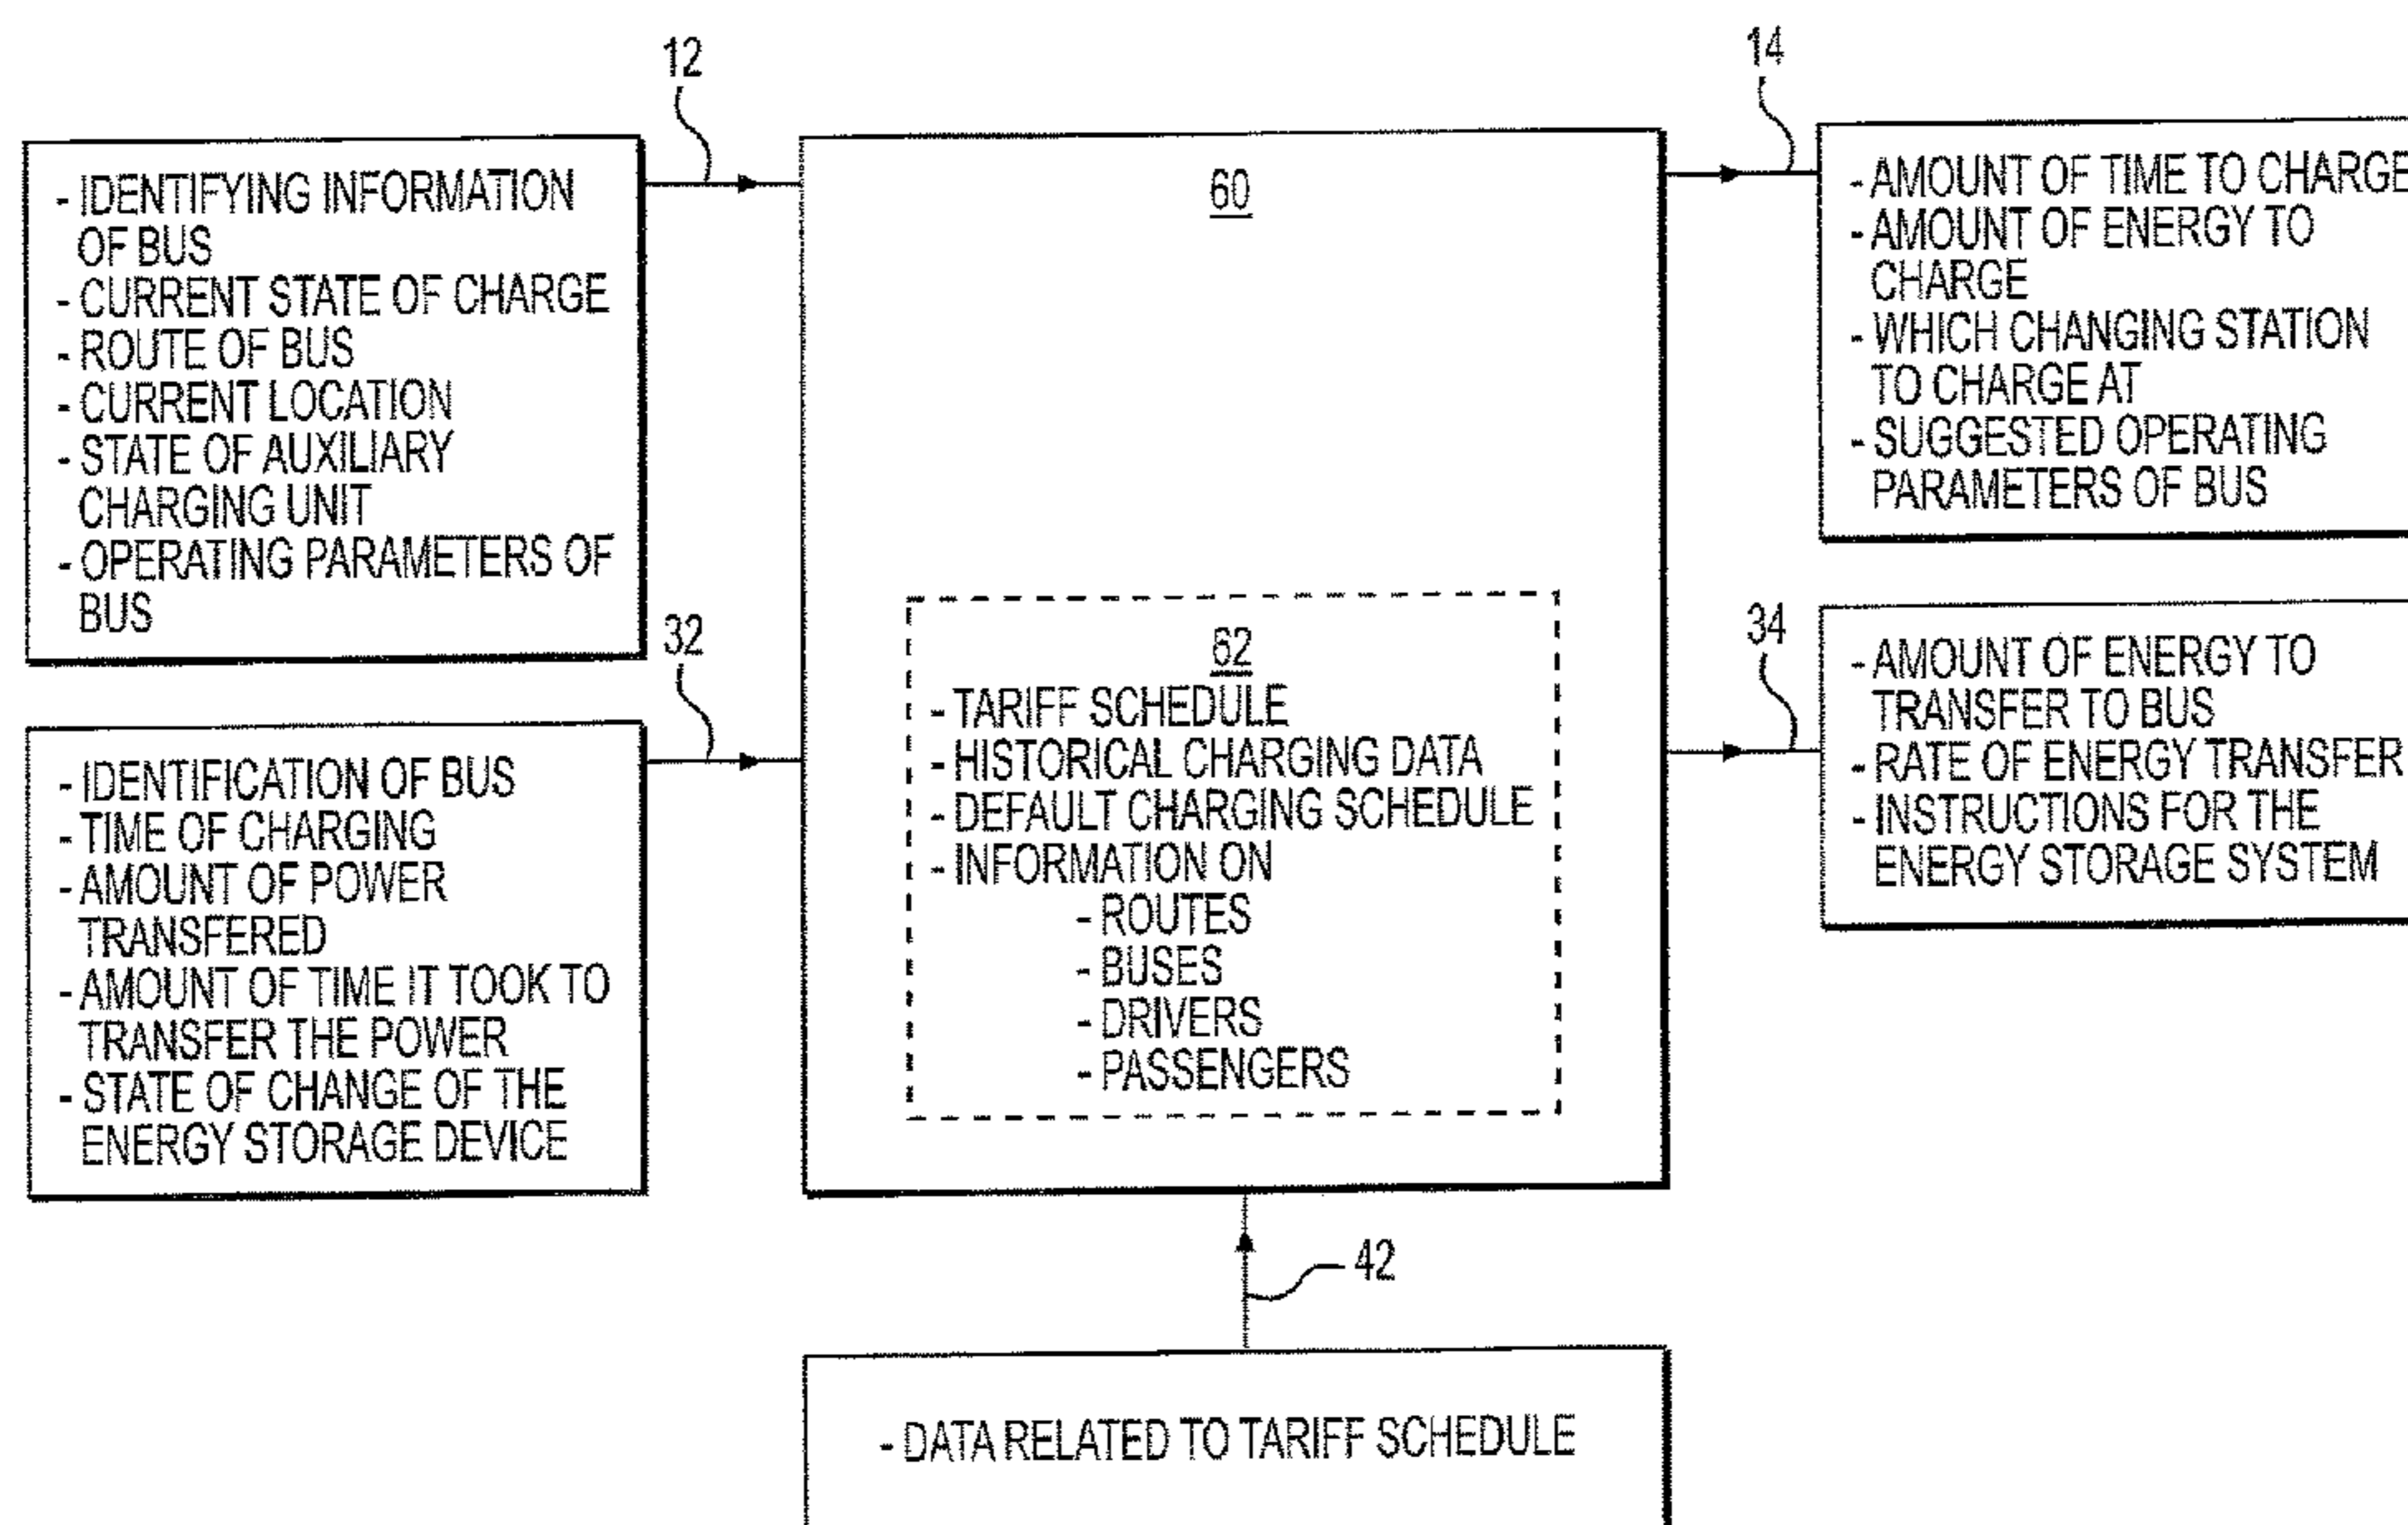 12
- IDENTIFYING INFORMATION
OF BUS
- CURRENT STATE OF CHARGE
- ROUTE OF BUS
- CURRENT LOCATION
- STATE OF AUXILIARY
CHARGING UNIT
- OPERATING PARAMETERS OF
BUS
32
- IDENTIFICATION OF BUS
- TIME OF CHARGING
- AMOUNT OF POWER
TRANSFERED
- AMOUNT OF TIME IT TOOK TO
TRANSFER THE POWER
- STATE OF CHANGE OF THE
ENERGY STORAGE DEVICE
60
62
- TARIFF SCHEDULE
- HISTORICAL CHARGING DATA
- DEFAULT CHARGING SCHEDULE
- INFORMATION ON
- ROUTES
- BUSES
- DRIVERS
- PASSENGERS
14
- AMOUNT OF TIME TO CHARGE
- AMOUNT OF ENERGY TO
CHARGE
- WHICH CHANGING STATION
TO CHARGE AT
- SUGGESTED OPERATING
PARAMETERS OF BUS
34
- AMOUNT OF ENERGY TO
TRANSFER TO BUS
- RATE OF ENERGY TRANSFER
- INSTRUCTIONS FOR THE
ENERGY STORAGE SYSTEM
42
- DATA RELATED TO TARIFF SCHEDULE